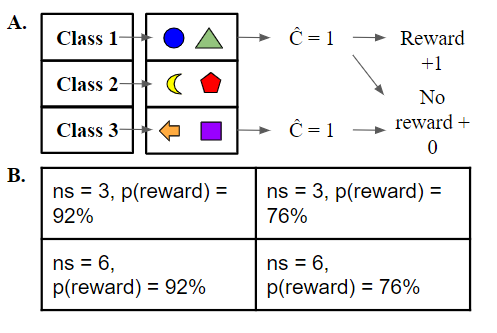 A.
Class 1
Ĉ = 1
Reward
+1
Class 2
No
reward +
0
Class 3
Ĉ = 1
B.
ns = 3, p(reward) =
92%
ns = 3, p(reward) =
76%
ns = 6,
p(reward) = 92%
ns = 6,
p(reward) = 76%